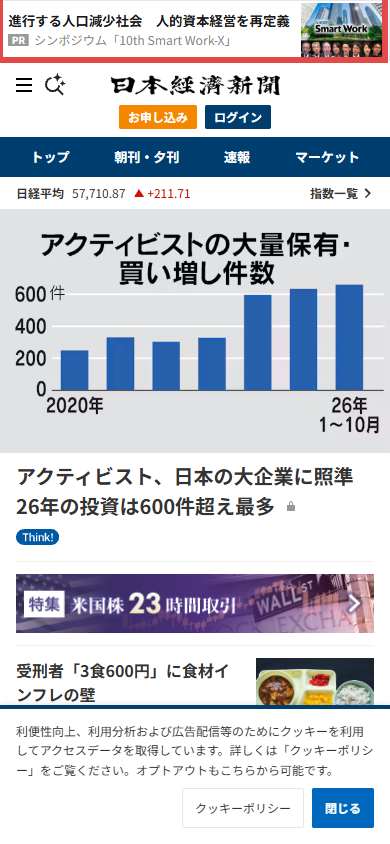 進行する人口減少社会 人的資本経営を再定義
PR シンポジウム「10th Smart Work-X」
Smart Work
日本経済新聞
お申し込み ログイン
トップ 朝刊・夕刊 速報 マーケット
日経平均 57,710.87 ▲ +211.71 指数一覧
アクティビストの大量保有・
買い増し件数
600件
400
200
0
2020年 26年
1〜10月
アクティビスト、日本の大企業に照準
26年の投資は600件超え最多
Think!
特集 米国株 23 時間取引
WALL ST
受刑者「3食600円」に食材イ
ンフレの壁
利便性向上、利用分析および広告配信等のためにクッキーを利用
してアクセスデータを取得しています。詳しくは「クッキーポリシ
ー」をご覧ください。オプトアウトもこちらから可能です。
クッキーポリシー 閉じる